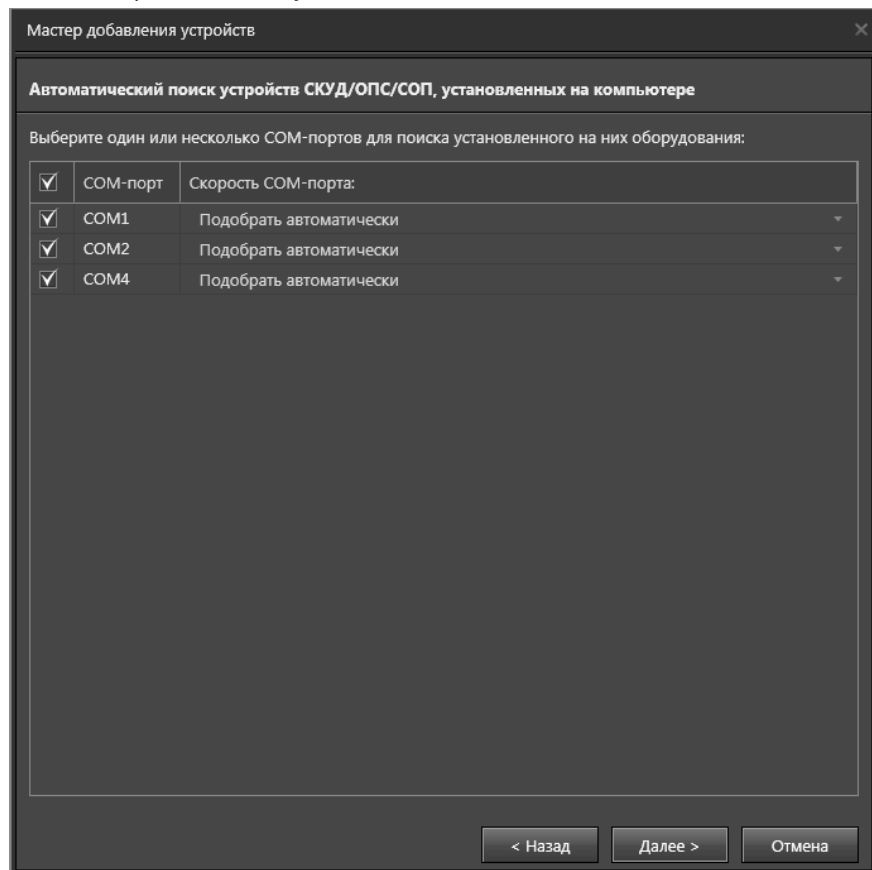 Мастер добавления устройств
Автоматический поиск устройств СКУД/ОПС/СОП, установленных на компьютере
Выберите один или несколько COM-портов для поиска установленного на них оборудования:
COM-порт Скорость COM-порта:
COM1 Подобрать автоматически
COM2 Подобрать автоматически
COM4 Подобрать автоматически
< Назад Далее > Отмена